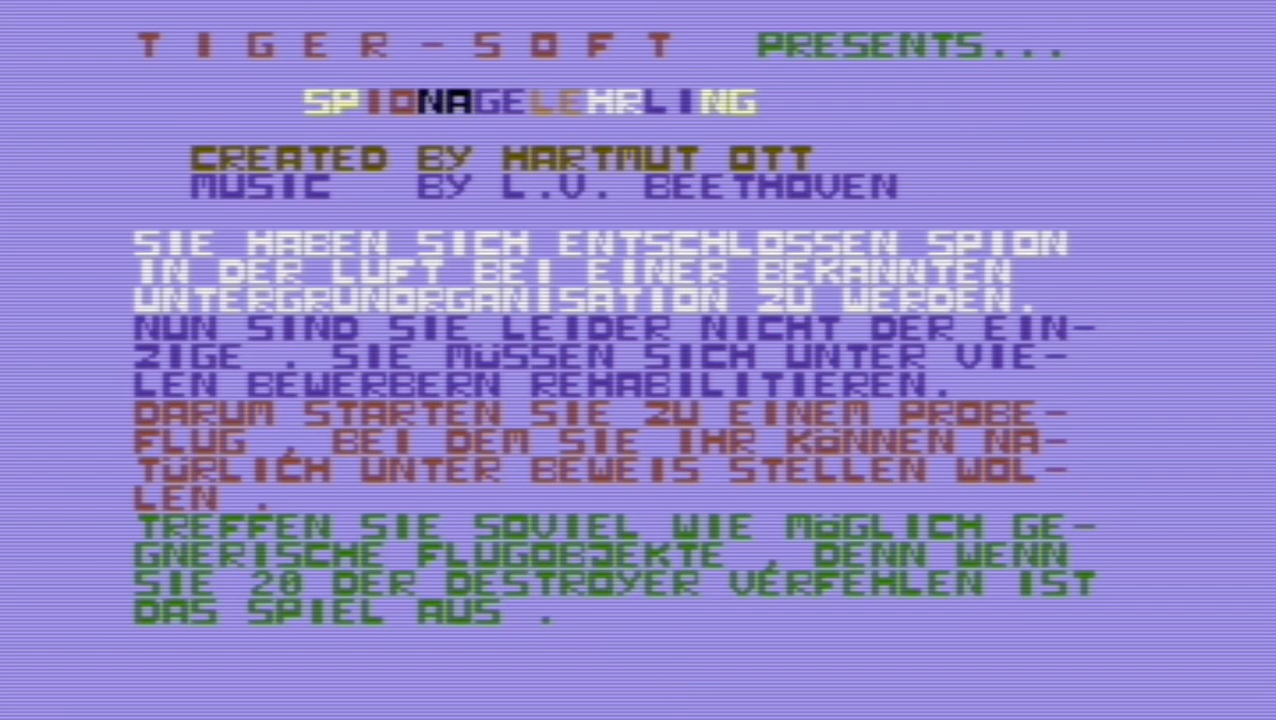 T I G E R - S O F T   PRESENTS...
SPIONAGELEHRLING
CREATED BY HARTMUT OTT
MUSIC   BY L.V. BEETHOVEN
SIE HABEN SICH ENTSCHLOSSEN SPION
IN DER LUFT BEI EINER BEKANNTEN
UNTERGRUNDORGANISATION ZU WERDEN.
NUN SIND SIE LEIDER NICHT DER EIN-
ZIGE . SIE MÜSSEN SICH UNTER VIE-
LEN BEWERBERN REHABILITIEREN.
DARUM STARTEN SIE ZU EINEM PROBE-
FLUG , BEI DEM SIE IHR KÖNNEN NA-
TÜRLICH UNTER BEWEIS STELLEN WOL-
LEN .
TREFFEN SIE SOVIEL WIE MÖGLICH GE-
GNERISCHE FLUGOBJEKTE , DENN WENN
SIE 20 DER DESTROYER VERFEHLEN IST
DAS SPIEL AUS .